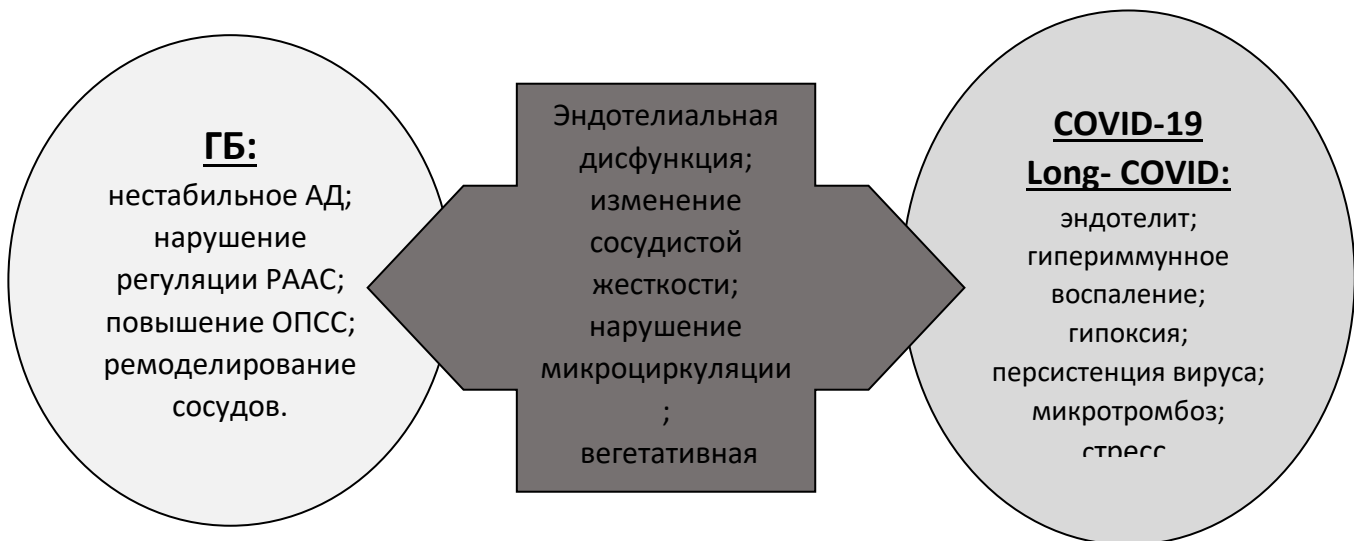 ГБ:
нестабильное АД;
нарушение
регуляции РААС;
повышение ОПСС;
ремоделирование
сосудов.
Эндотелиальная
дисфункция;
изменение
сосудистой
жесткости;
нарушение
микроциркуляции
;
вегетативная
COVID-19
Long- COVID:
эндотелит;
гипериммунное
воспаление;
гипоксия;
персистенция вируса;
микротромбоз;
стресс